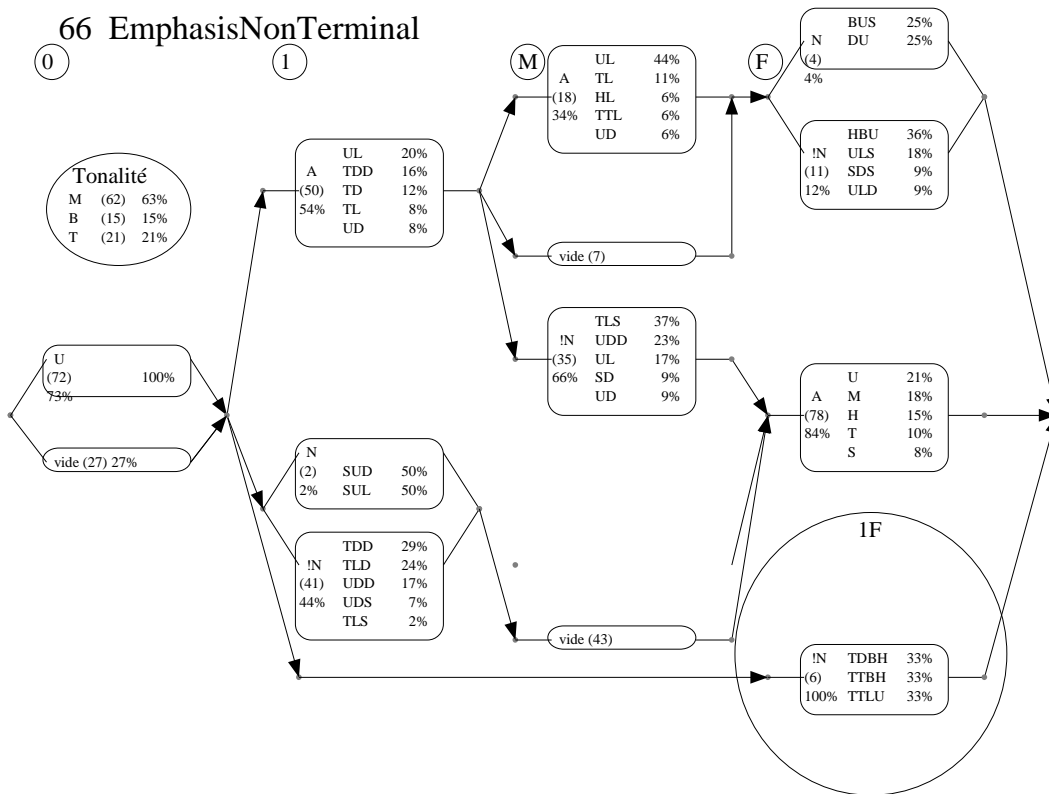 66 EmphasisNonTerminal
0
1
M
F
Tonalité
M (62) 63%
B (15) 15%
T (21) 21%
U
(72) 100%
73%
vide (27) 27%
UL 20%
A TDD 16%
(50) TD 12%
54% TL 8%
UD 8%
N
(2) SUD 50%
2% SUL 50%
TDD 29%
!N TLD 24%
(41) UDD 17%
44% UDS 7%
TLS 2%
UL 44%
A TL 11%
(18) HL 6%
34% TTL 6%
UD 6%
vide (7)
TLS 37%
!N UDD 23%
(35) UL 17%
66% SD 9%
UD 9%
vide (43)
BUS 25%
N DU 25%
(4)
4%
HBU 36%
!N ULS 18%
(11) SDS 9%
12% ULD 9%
U 21%
A M 18%
(78) H 15%
84% T 10%
S 8%
1F
!N TDBH 33%
(6) TTBH 33%
100% TTLU 33%